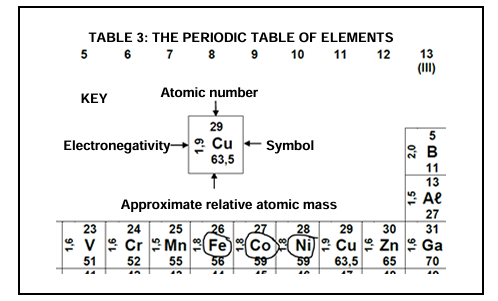 TABLE 3: THE PERIODIC TABLE OF ELEMENTS
5 6 7 8 9 10 11 12 13
(III)
KEY
Atomic number
29
Electronegativity 1,9 Cu Symbol
63,5
Approximate relative atomic mass
5
2,0 B
11
13
1,5 Aℓ
27
23 24 25 26 27 28 29 30 31
1,6 V 1,6 Cr 1,5 Mn 1,8 Fe 1,8 Co 1,8 Ni 1,9 Cu 1,6 Zn 1,6 Ga
51 52 55 56 59 59 63,5 65 70